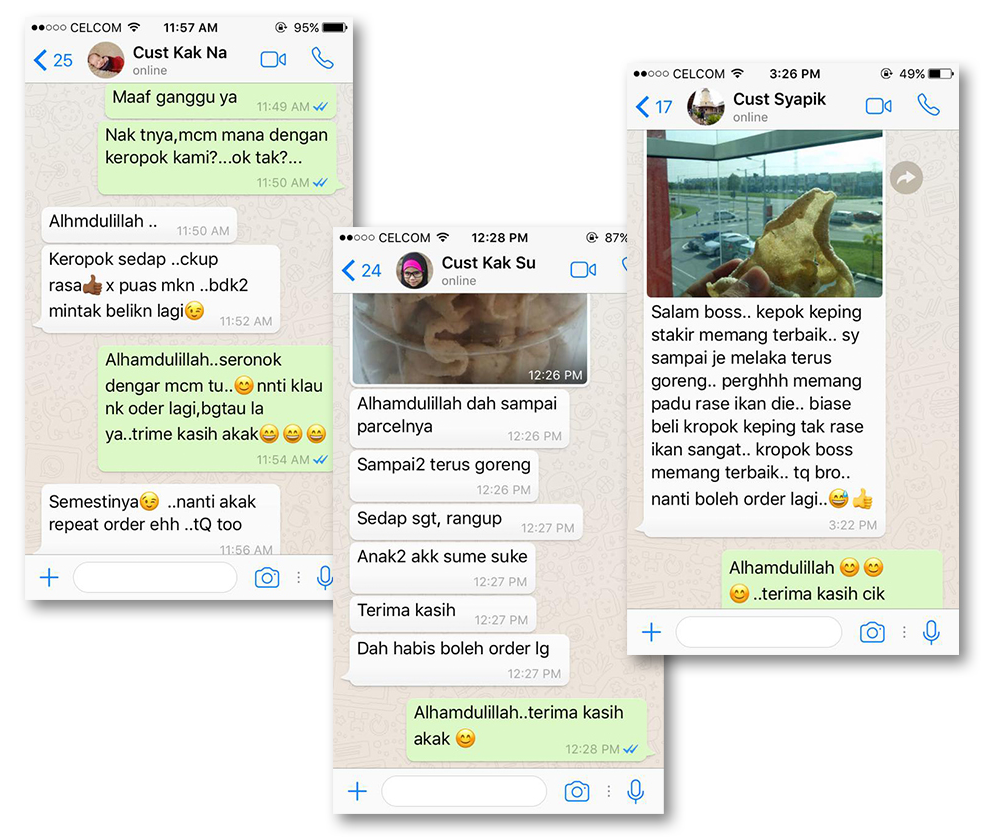 CELCOM 11:57 AM 95%
25 Cust Kak Na
online
Maaf ganggu ya
11:49 AM
Nak tnya,mcm mana dengan
keropok kami?...ok tak?...
11:50 AM
Alhmdulillah ..
11:50 AM
Keropok sedap ..ckup
rasa👍🏾x puas mkn ..bdk2
mintak belikn lagi😉
11:52 AM
Alhamdulillah..seronok
dengar mcm tu..😊nnti klau
nk oder lagi,bgtau la
ya..trime kasih akak😄😄😄
11:54 AM
Semestinya😉 ..nanti akak
repeat order ehh ..tQ too
11:56 AM
CELCOM 12:28 PM 87%
24 Cust Kak Su
online
12:26 PM
Alhamdulillah dah sampai
parcelnya
12:26 PM
Sampai2 terus goreng
12:26 PM
Sedap sgt, rangup
12:27 PM
Anak2 akk sume suke
12:27 PM
Terima kasih
12:27 PM
Dah habis boleh order lg
12:27 PM
Alhamdulillah..terima kasih
akak 😊
12:28 PM
CELCOM 3:26 PM 49%
17 Cust Syapik
online
Salam boss.. kepok keping
stakir memang terbaik.. sy
sampai je melaka terus
goreng.. perghhh memang
padu rase ikan die.. biase
beli kropok keping tak rase
ikan sangat.. kropok boss
memang terbaik.. tq bro..
nanti boleh order lagi..😅👍
3:22 PM
Alhamdulillah 😊😊
😊..terima kasih cik